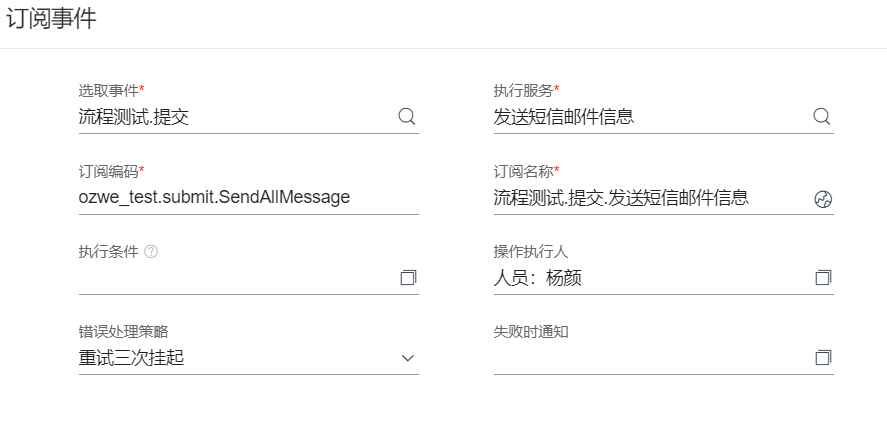 订阅事件
选取事件*
执行服务*
流程测试.提交
发送短信邮件信息
订阅编码*
订阅名称*
ozwe_test.submit.SendAllMessage
流程测试.提交.发送短信邮件信息
执行条件 ?
操作执行人
人员：杨颜
错误处理策略
失败时通知
重试三次挂起